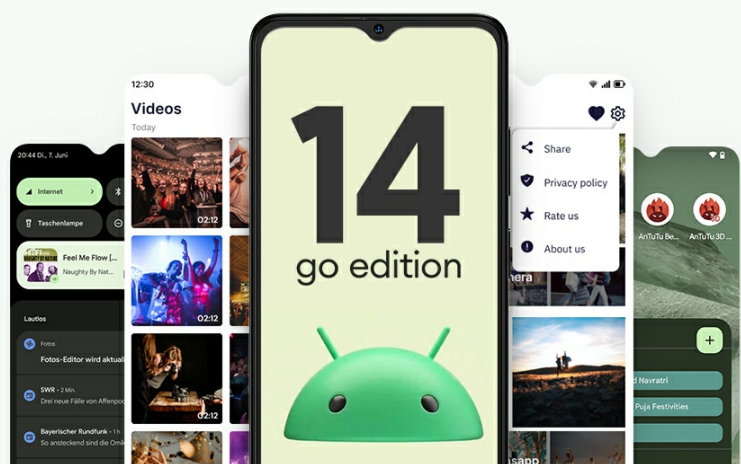 20:44 Di., 7. Juni
Internet
Taschenlampe
Feel Me Flow [...
Naughty By Nat...
Lautlos
Fotos
Fotos-Editor wird aktual
SWR • 2 Min.
Drei neue Fälle von Affenpoc
Bayerischer Rundfunk • 1 h
So ansteckend sind die Omik
12:30
Videos
Today
02:12
02:12
02:12
14
go edition
Share
Privacy policy
Rate us
About us
AnTuTu Be...
AnTuTu 3D ...
d Navratri
Puja Festivities